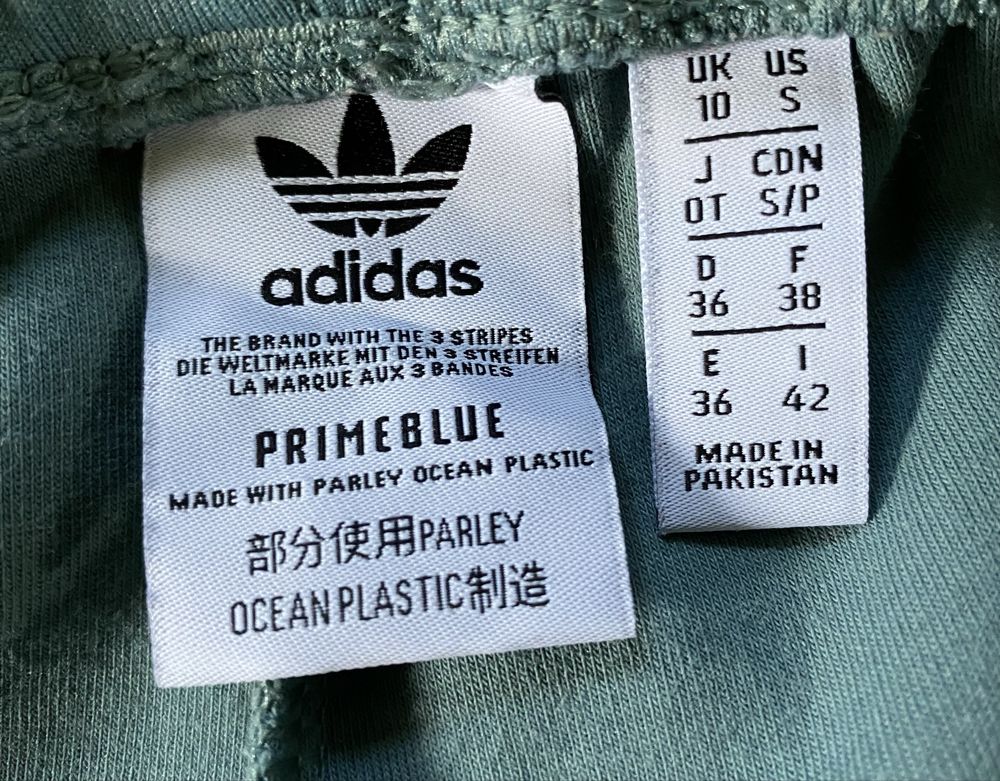 adidas
THE BRAND WITH THE 3 STRIPES
DIE WELTMARKE MIT DEN 3 STREIFEN
LA MARQUE AUX 3 BANDES
PRIMEBLUE
MADE WITH PARLEY OCEAN PLASTIC
部分使用PARLEY
OCEAN PLASTIC制造
UK US
10 S
J CDN
OT S/P
D F
36 38
E I
36 42
MADE IN
PAKISTAN